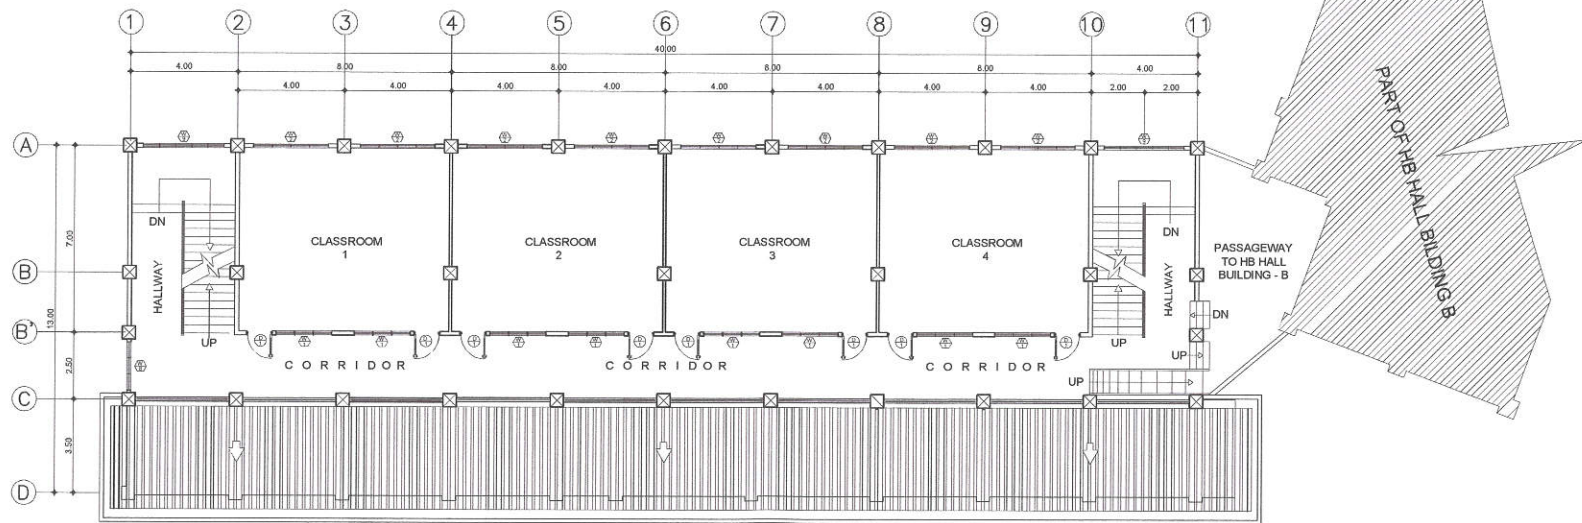 1 2 3 4 5 6 7 8 9 10 11
40.00
4.00 8.00 8.00 8.00 8.00 4.00
4.00 4.00 4.00 4.00 4.00 4.00 4.00 4.00 2.00 2.00
A
B
B'
C
D
7.00
13.00
2.50
3.50
DN
HALLWAY
UP
CLASSROOM
1
CLASSROOM
2
CLASSROOM
3
CLASSROOM
4
DN
HALLWAY
UP
CORRIDOR
CORRIDOR
CORRIDOR
PASSAGEWAY
TO HB HALL
BUILDING - B
DN
UP
UP
PART OF HB HALL BILDING B